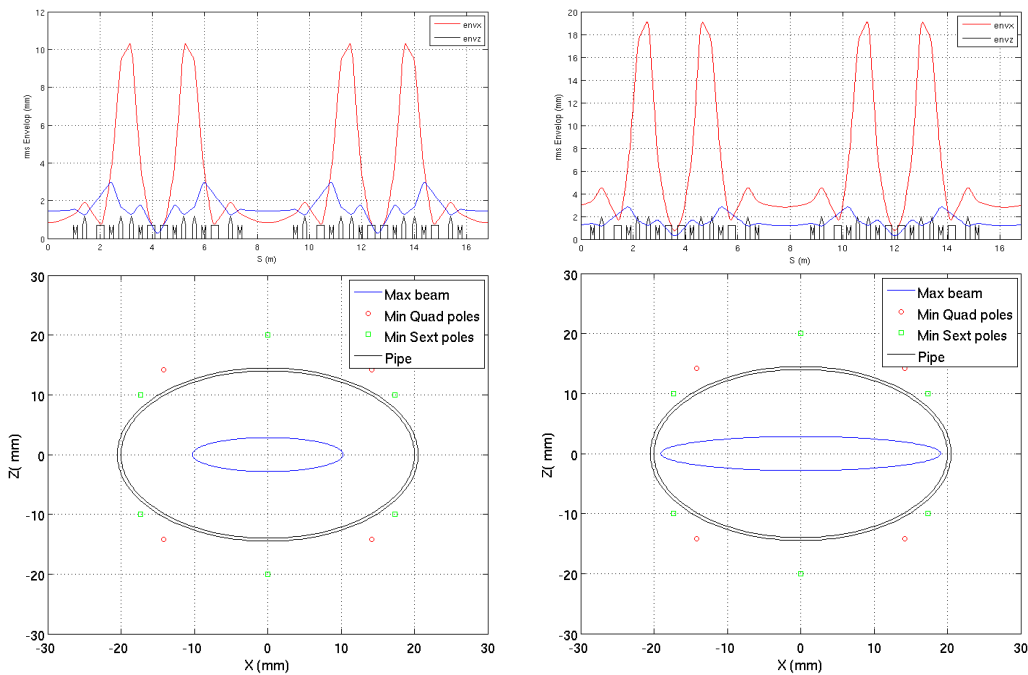 12
10
8
6
4
2
0
rms Envelop (mm)
envx
envz
0 2 4 6 8 10 12 14 16
S (m)
20
18
16
14
12
10
8
6
4
2
0
rms Envelop (mm)
envx
envz
0 2 4 6 8 10 12 14 16
S (m)
30
20
10
0
-10
-20
-30
Z( mm)
Max beam
Min Quad poles
Min Sext poles
Pipe
-30 -20 -10 0 10 20 30
X (mm)
30
20
10
0
-10
-20
-30
Z( mm)
Max beam
Min Quad poles
Min Sext poles
Pipe
-30 -20 -10 0 10 20 30
X (mm)